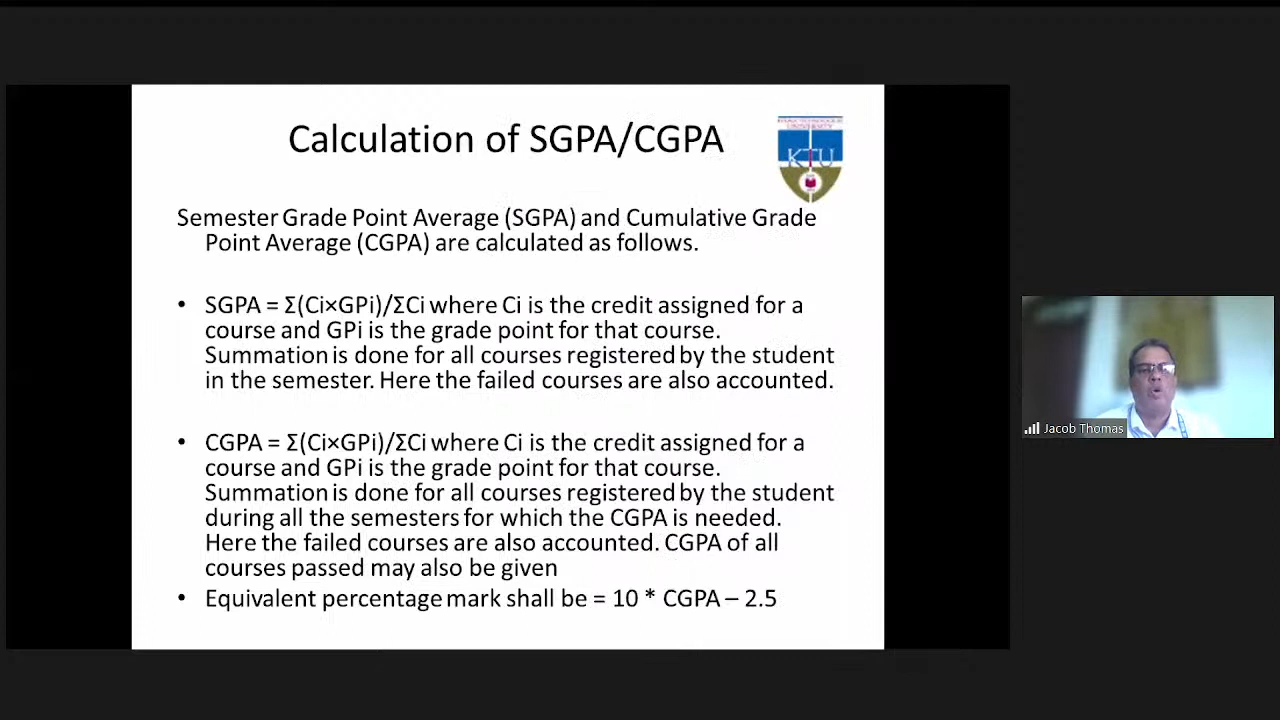 Calculation of SGPA/CGPA
UNIVERSITY
KTU
Semester Grade Point Average (SGPA) and Cumulative Grade
Point Average (CGPA) are calculated as follows.
• SGPA = Σ(Ci×GPi)/ΣCi where Ci is the credit assigned for a
course and GPi is the grade point for that course.
Summation is done for all courses registered by the student
in the semester. Here the failed courses are also accounted.
• CGPA = Σ(Ci×GPi)/ΣCi where Ci is the credit assigned for a
course and GPi is the grade point for that course.
Summation is done for all courses registered by the student
during all the semesters for which the CGPA is needed.
Here the failed courses are also accounted. CGPA of all
courses passed may also be given
• Equivalent percentage mark shall be = 10 * CGPA – 2.5
Jacob Thomas